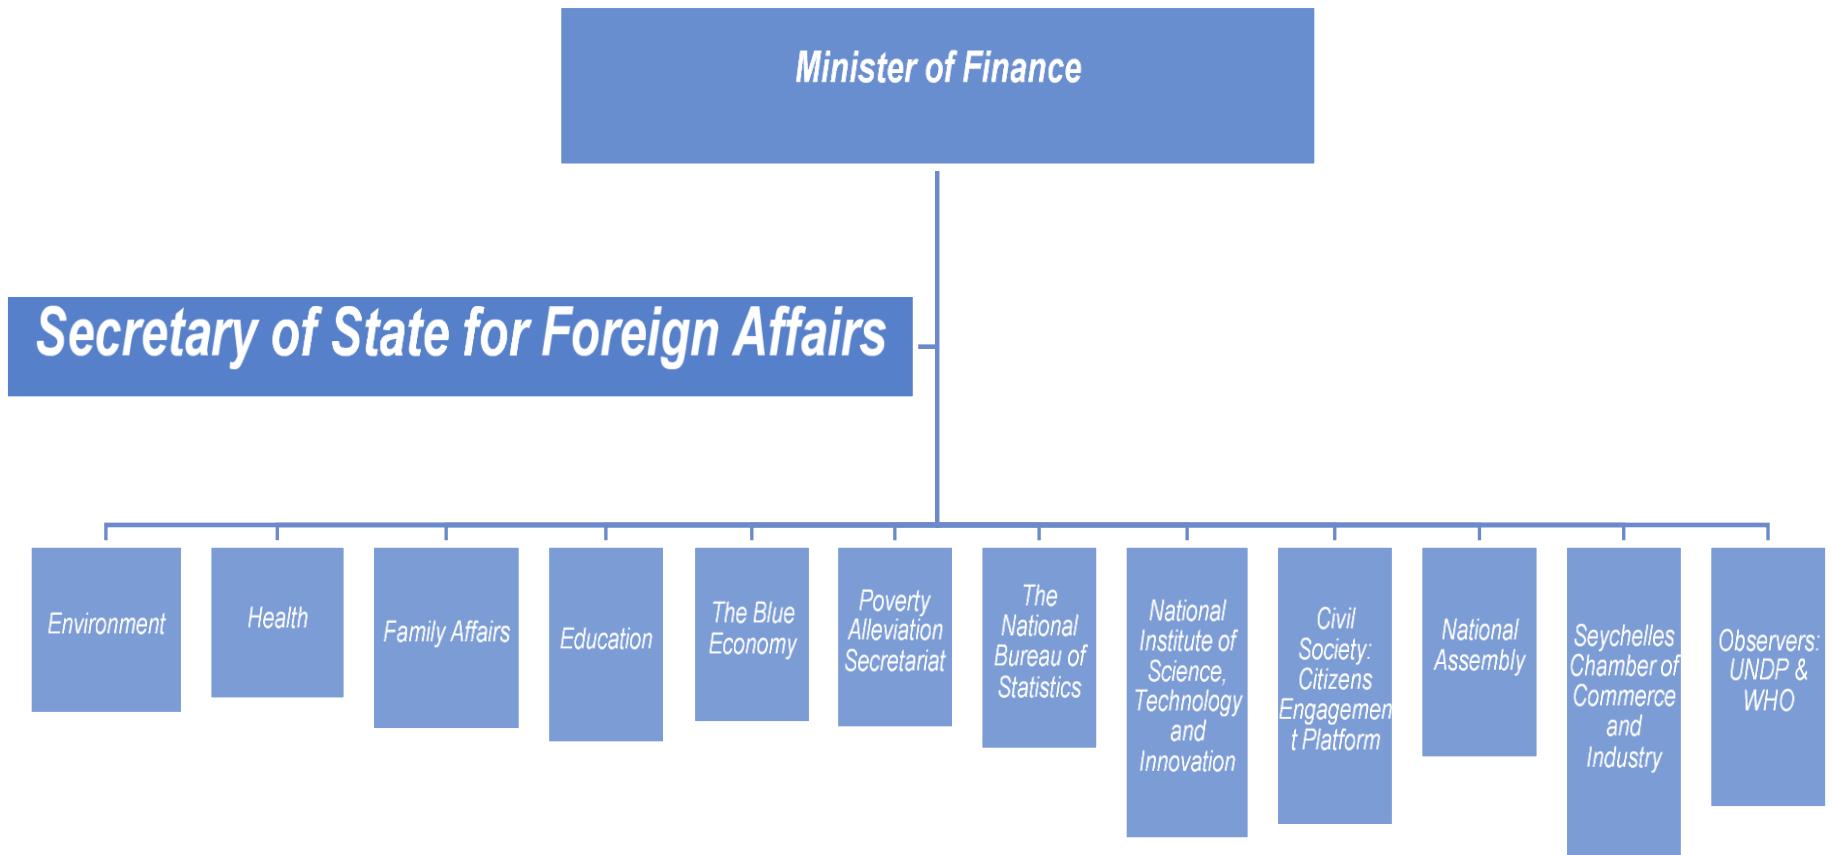 Minister of Finance
Secretary of State for Foreign Affairs
Environment
Health
Family Affairs
Education
The Blue
Economy
Poverty
Alleviation
Secretariat
The
National
Bureau of
Statistics
National
Institute of
Science,
Technology
and
Innovation
Civil
Society:
Citizens
Engagemen
t Platform
National
Assembly
Seychelles
Chamber of
Commerce
and
Industry
Observers:
UNDP &
WHO